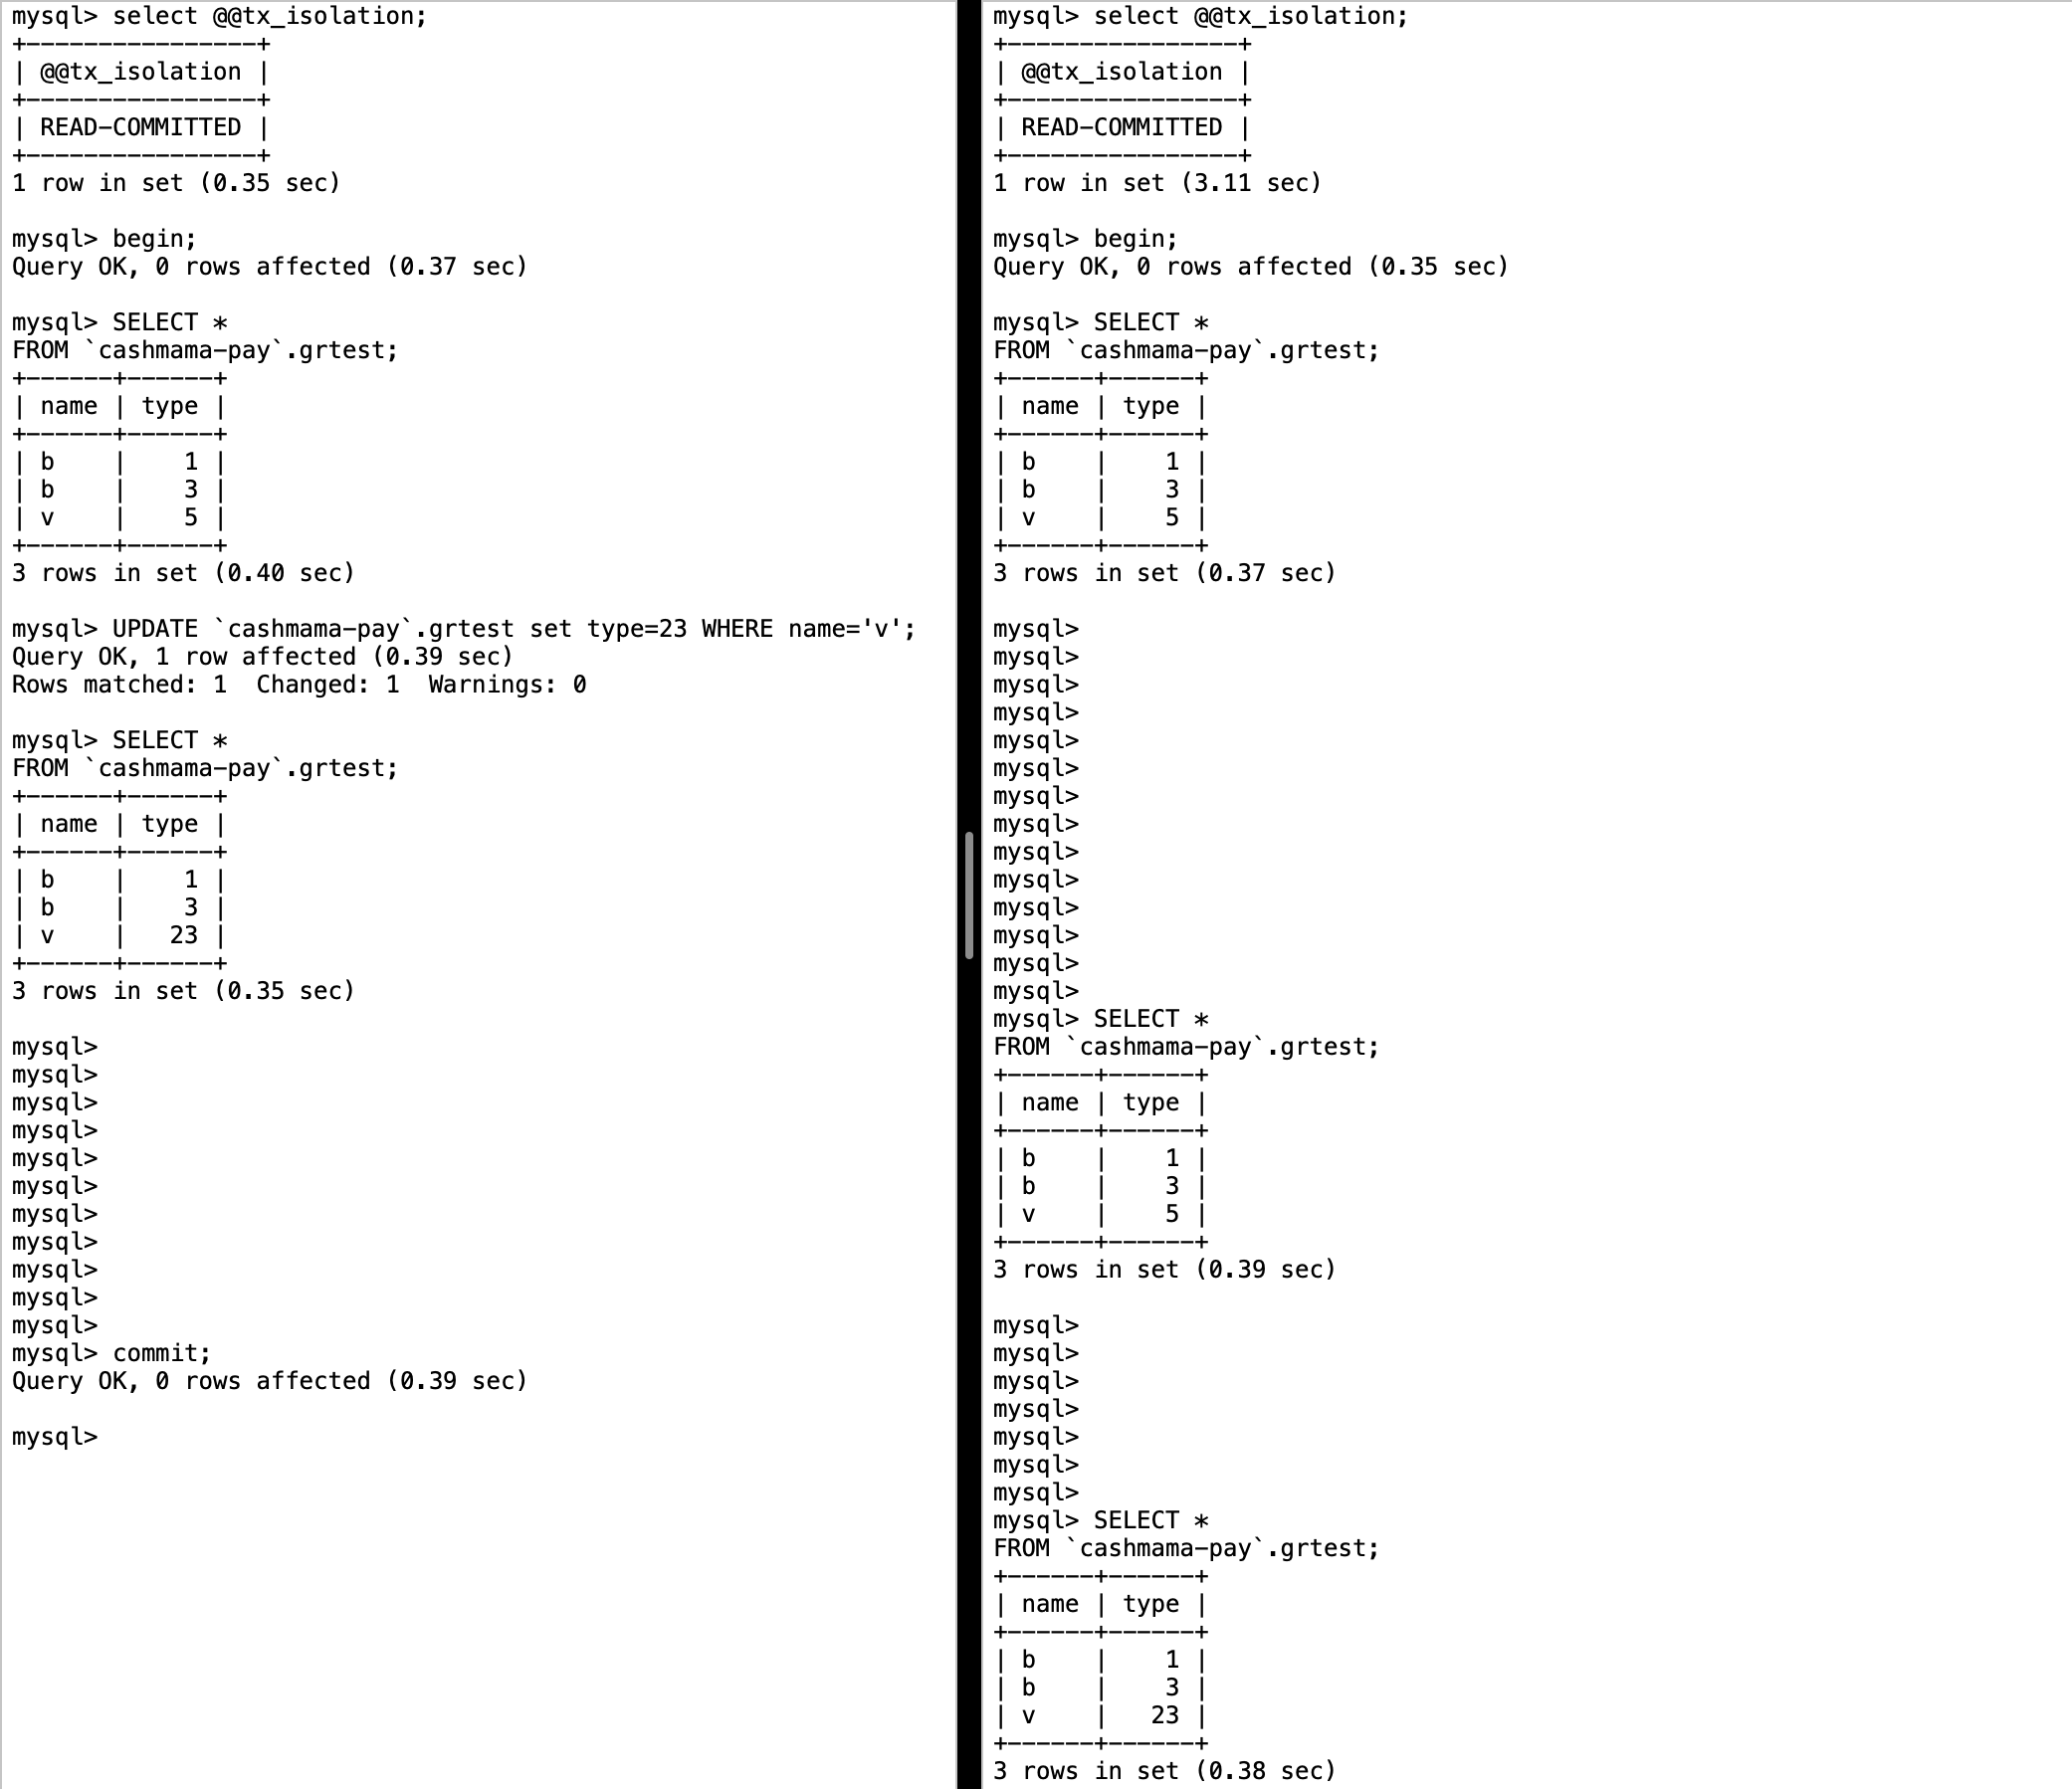 mysql> select @@tx_isolation;
+----------------+
| @@tx_isolation |
+----------------+
| READ-COMMITTED |
+----------------+
1 row in set (0.35 sec)
mysql> begin;
Query OK, 0 rows affected (0.37 sec)
mysql> SELECT *
FROM `cashmama-pay`.grtest;
+------+------+
| name | type |
+------+------+
| b    |    1 |
| b    |    3 |
| v    |    5 |
+------+------+
3 rows in set (0.40 sec)
mysql> UPDATE `cashmama-pay`.grtest set type=23 WHERE name='v';
Query OK, 1 row affected (0.39 sec)
Rows matched: 1  Changed: 1  Warnings: 0
mysql> SELECT *
FROM `cashmama-pay`.grtest;
+------+------+
| name | type |
+------+------+
| b    |    1 |
| b    |    3 |
| v    |   23 |
+------+------+
3 rows in set (0.35 sec)
mysql>
mysql>
mysql>
mysql>
mysql>
mysql>
mysql>
mysql>
mysql>
mysql>
mysql>
mysql> commit;
Query OK, 0 rows affected (0.39 sec)
mysql>
mysql> select @@tx_isolation;
+----------------+
| @@tx_isolation |
+----------------+
| READ-COMMITTED |
+----------------+
1 row in set (3.11 sec)
mysql> begin;
Query OK, 0 rows affected (0.35 sec)
mysql> SELECT *
FROM `cashmama-pay`.grtest;
+------+------+
| name | type |
+------+------+
| b    |    1 |
| b    |    3 |
| v    |    5 |
+------+------+
3 rows in set (0.37 sec)
mysql>
mysql>
mysql>
mysql>
mysql>
mysql>
mysql>
mysql>
mysql>
mysql>
mysql>
mysql>
mysql>
mysql>
mysql> SELECT *
FROM `cashmama-pay`.grtest;
+------+------+
| name | type |
+------+------+
| b    |    1 |
| b    |    3 |
| v    |    5 |
+------+------+
3 rows in set (0.39 sec)
mysql>
mysql>
mysql>
mysql>
mysql>
mysql>
mysql>
mysql> SELECT *
FROM `cashmama-pay`.grtest;
+------+------+
| name | type |
+------+------+
| b    |    1 |
| b    |    3 |
| v    |   23 |
+------+------+
3 rows in set (0.38 sec)